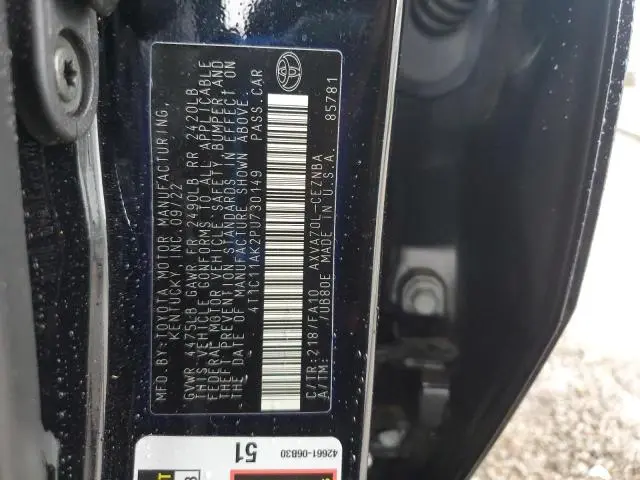 MFD. BY: TOYOTA MOTOR MANUFACTURING,
KENTUCKY, INC. 09/22
GVWR 4475LB GAWR FR 2490LB RR 2420LB
THIS VEHICLE CONFORMS TO ALL APPLICABLE
FEDERAL MOTOR VEHICLE SAFETY, BUMPER AND
THEFT PREVENTION STANDARDS IN EFFECT ON
THE DATE OF MANUFACTURE SHOWN ABOVE.
4T1MC11AK2PU730149 PASS.CAR
C/TR:218/FA10 AXVA70L-CEZNBA
A/TM: /UB80E MADE IN U.S.A. 85781
42661-06B30
51